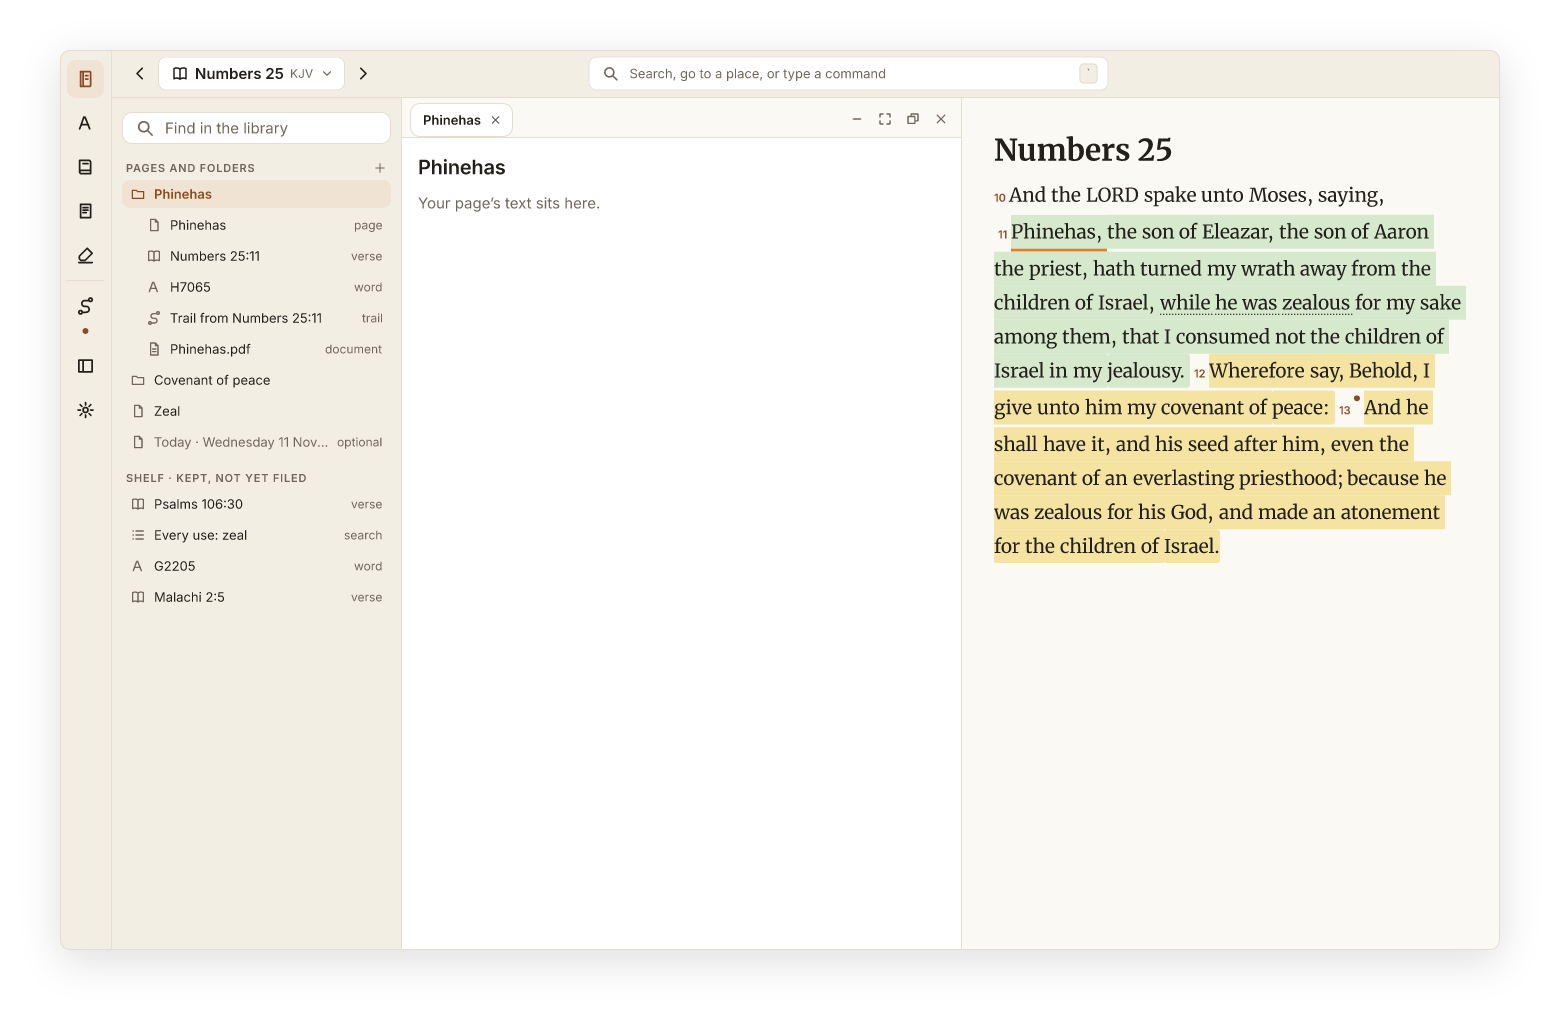 Numbers 25 KJV
Search, go to a place, or type a command
Find in the library
PAGES AND FOLDERS
Phinehas
Phinehas page
Numbers 25:11 verse
H7065 word
Trail from Numbers 25:11 trail
Phinehas.pdf document
Covenant of peace
Zeal
Today · Wednesday 11 Nov... optional
SHELF · KEPT, NOT YET FILED
Psalms 106:30 verse
Every use: zeal search
G2205 word
Malachi 2:5 verse
Phinehas
Phinehas
Your page’s text sits here.
Numbers 25
10 And the LORD spake unto Moses, saying,
11 Phinehas, the son of Eleazar, the son of Aaron
the priest, hath turned my wrath away from the
children of Israel, while he was zealous for my sake
among them, that I consumed not the children of
Israel in my jealousy. 12 Wherefore say, Behold, I
give unto him my covenant of peace: 13 And he
shall have it, and his seed after him, even the
covenant of an everlasting priesthood; because he
was zealous for his God, and made an atonement
for the children of Israel.